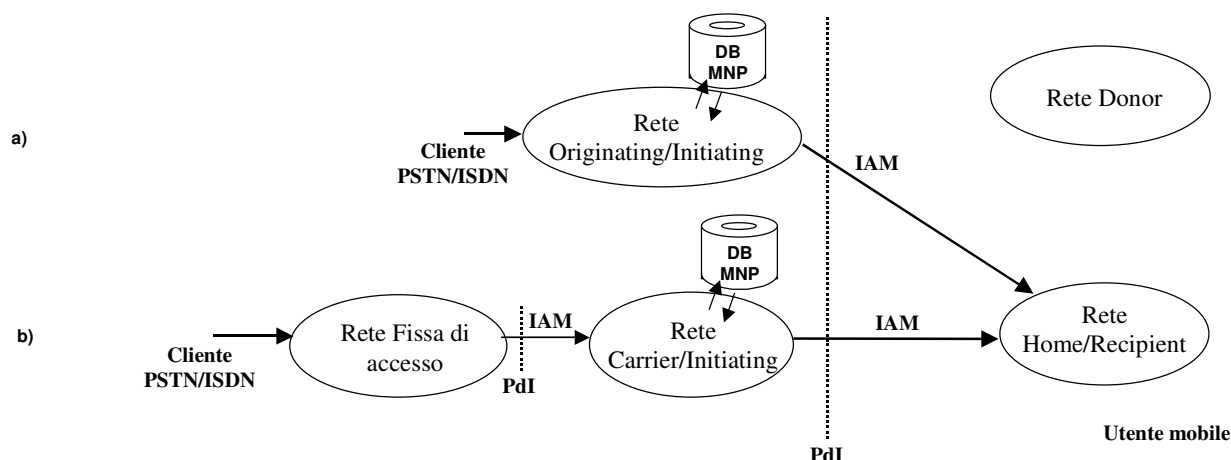 DB
MNP
Rete Donor
a)
Rete
Originating/Initiating
Cliente
PSTN/ISDN
IAM
DB
MNP
b)
Rete Fissa di
accesso
IAM
Rete
Carrier/Initiating
IAM
Rete
Home/Recipient
Cliente
PSTN/ISDN
PdI
Utente mobile
PdI